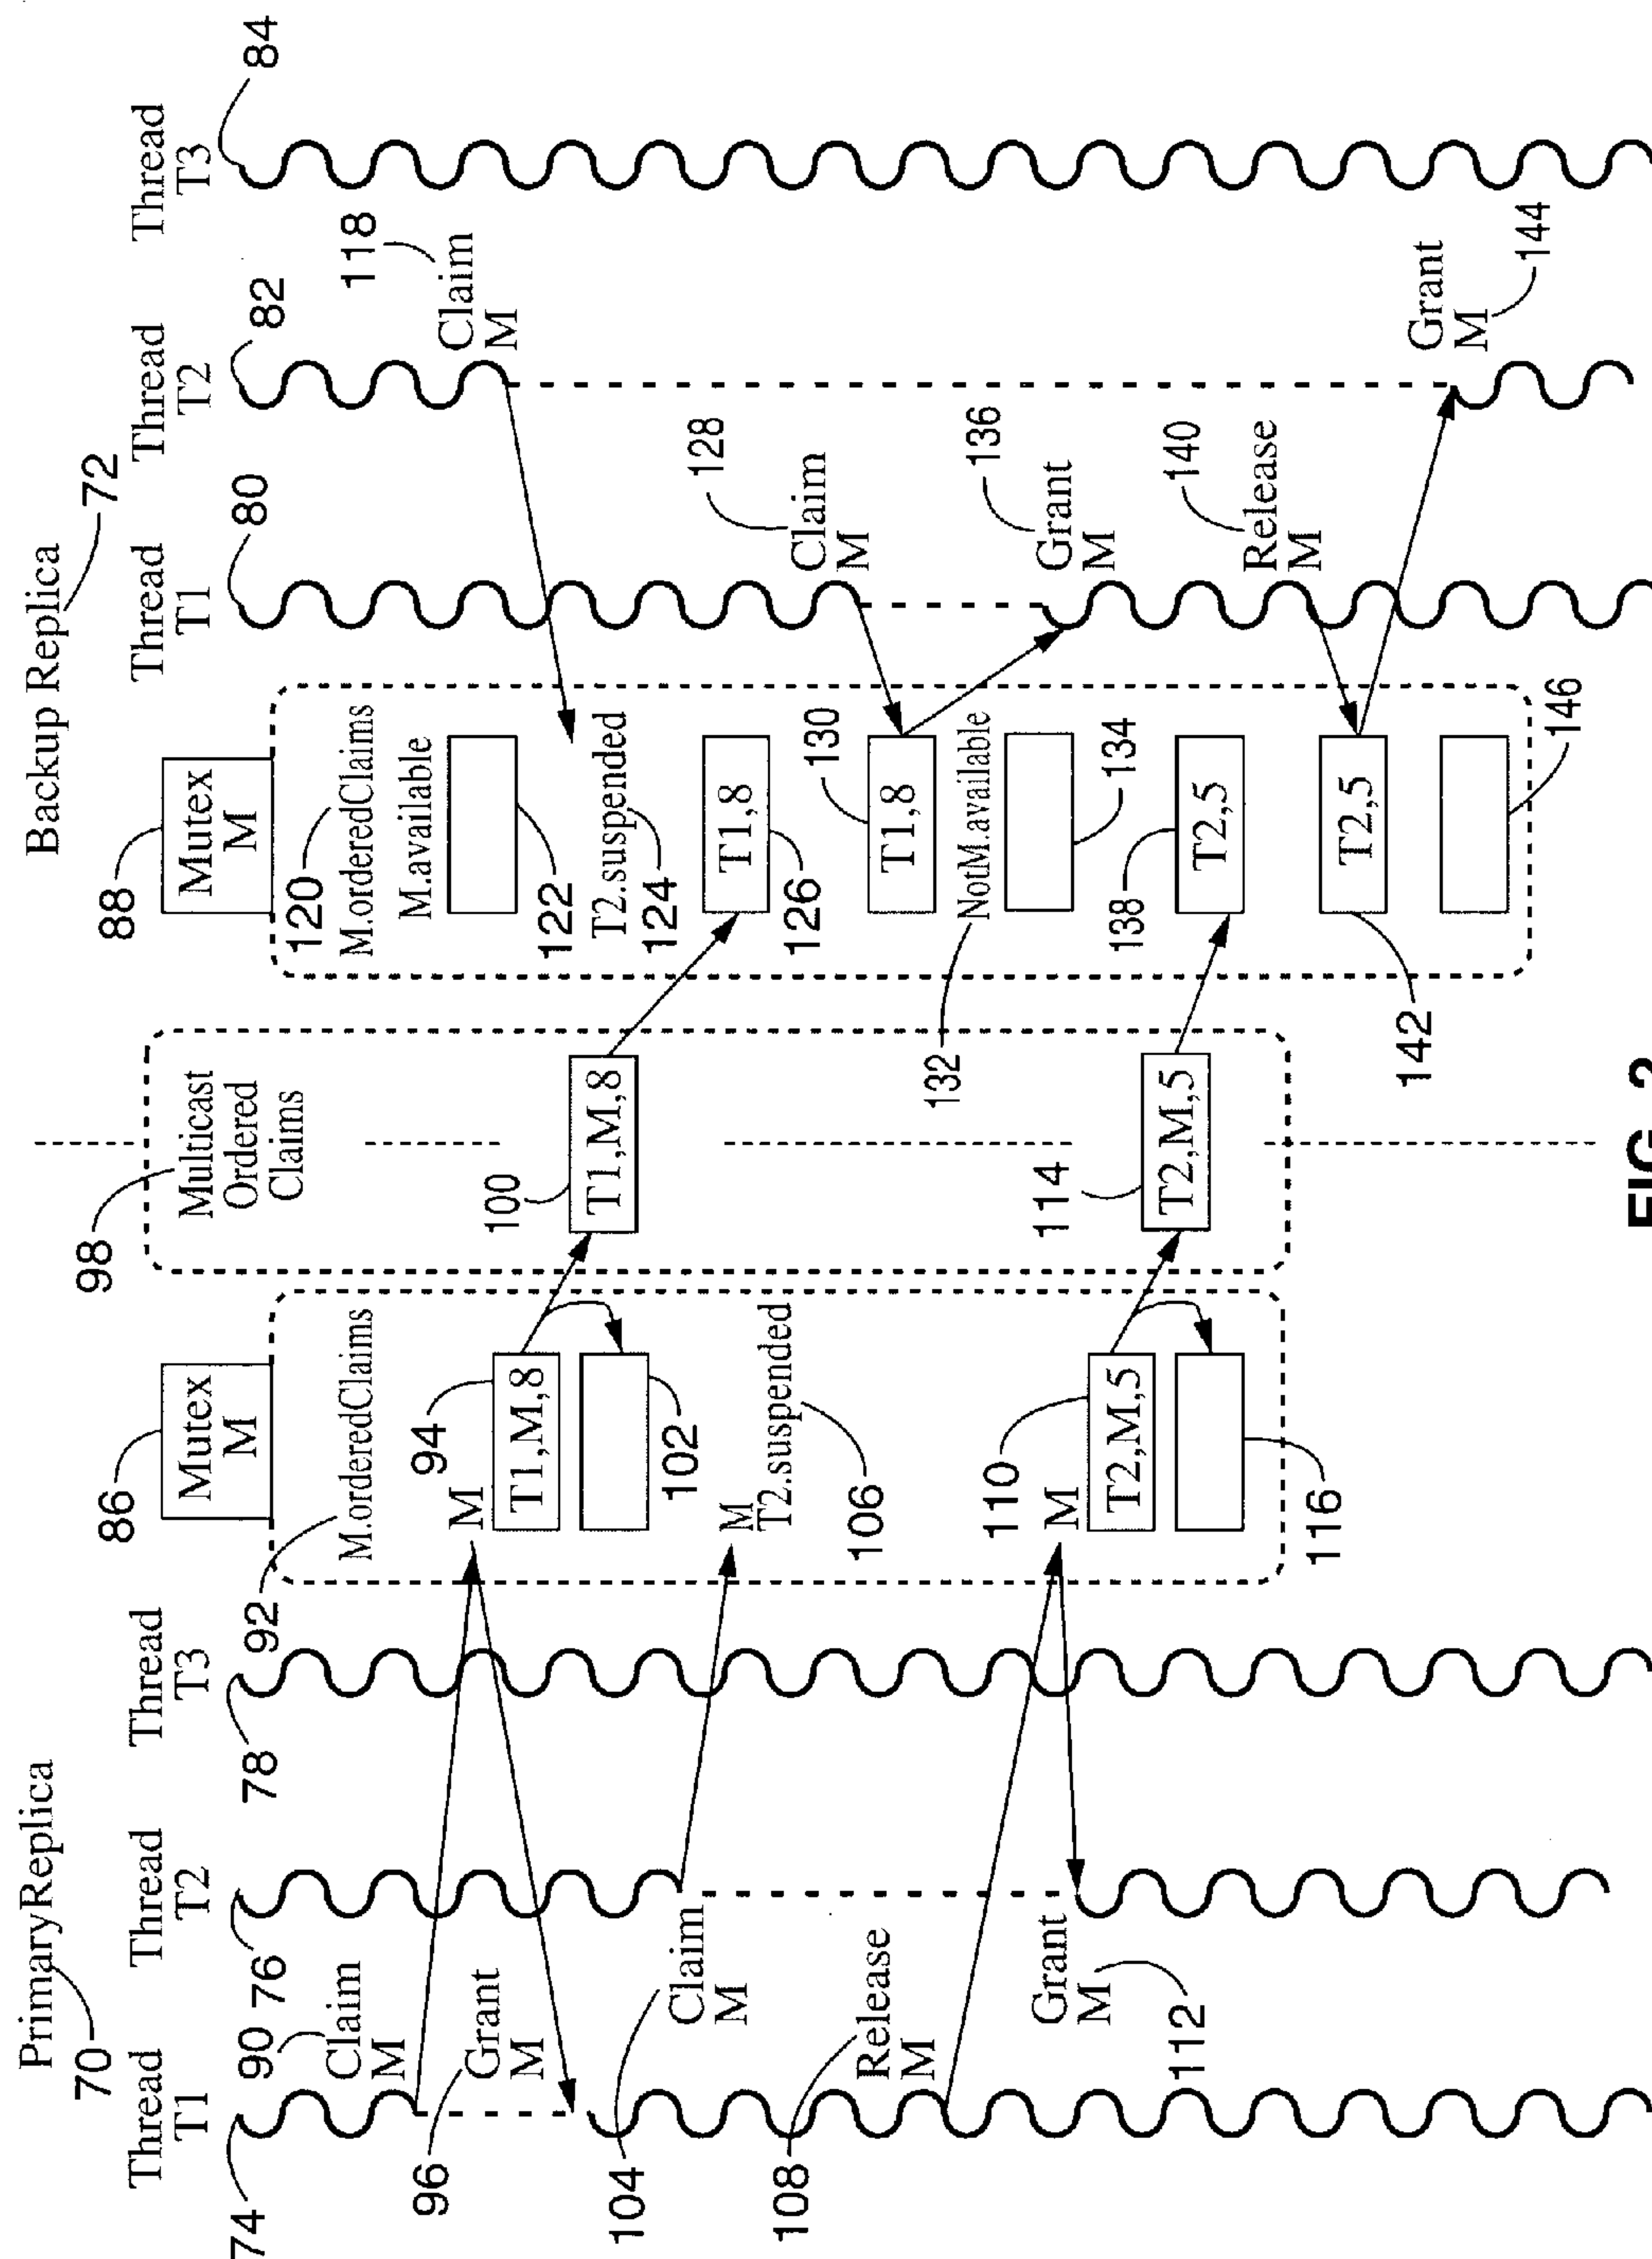 PrimaryReplica
70
Backup Replica
72
Thread
T1
74
Thread
T2
76
Thread
T3
78
86
Mutex
M
98
Multicast
Ordered
Claims
88
Mutex
M
Thread
T1
80
Thread
T2
82
Thread
T3
84
90
Claim
M
96
Grant
M
104
Claim
M
108
Release
M
Grant
M
112
92
M.orderedClaims
94
M
T1,M,8
102
M
T2.suspended
106
110
M
T2,M,5
116
100
T1,M,8
114
T2,M,5
120
M.orderedClaims
M.available
122
T2.suspended
124
T1,8
126
130
T1,8
NotM.available
132
134
138
T2,5
T2,5
142
146
118
Claim
M
128
Claim
M
136
Grant
M
140
Release
M
Grant
M
144